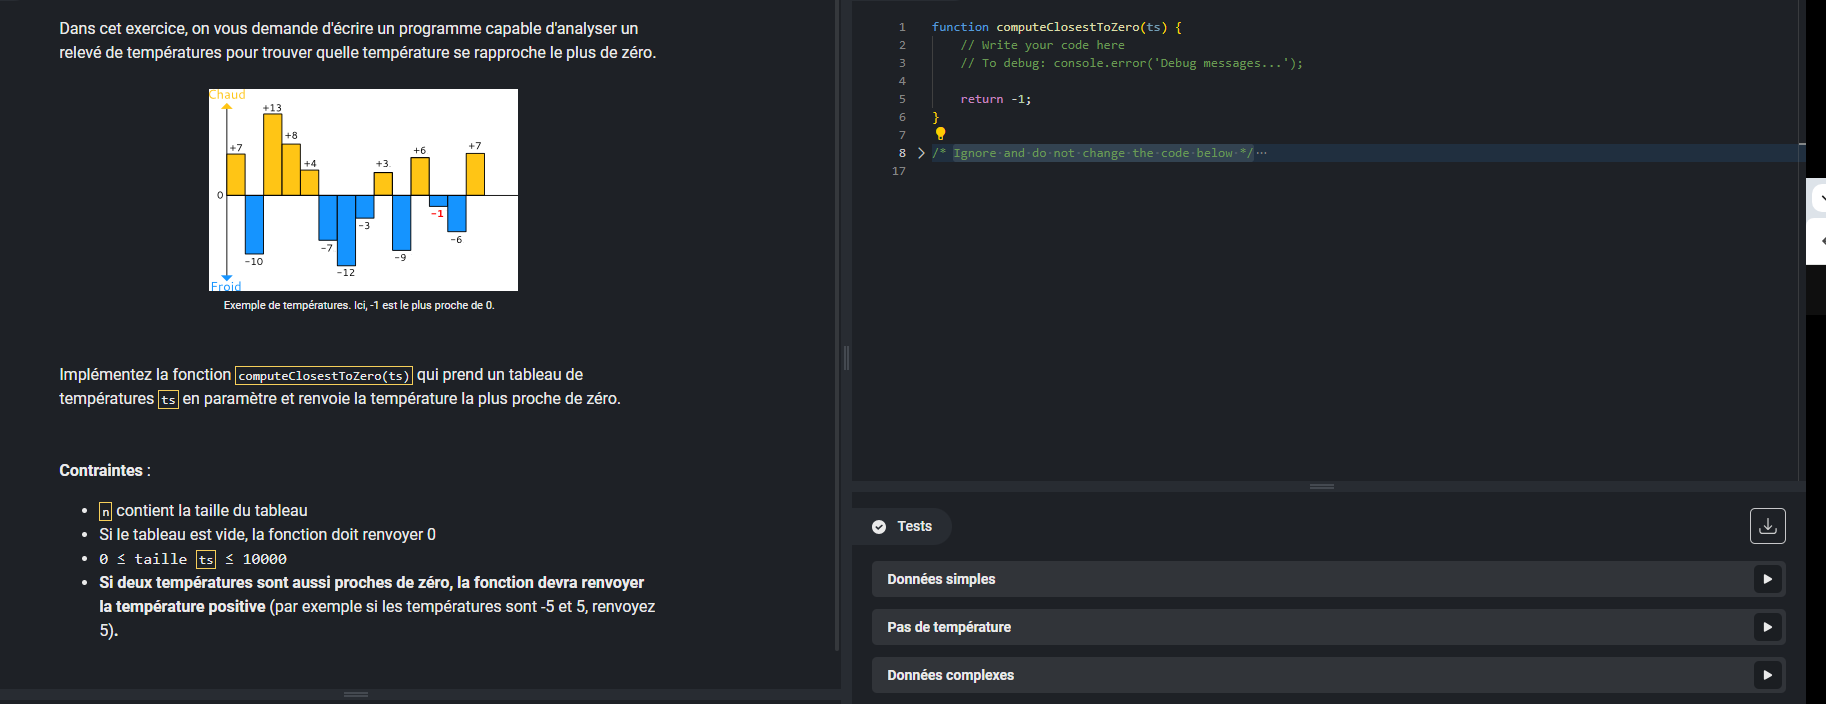 Dans cet exercice, on vous demande d'écrire un programme capable d'analyser un
relevé de températures pour trouver quelle température se rapproche le plus de zéro.
Chaud
+13
+8
+7
+4
+3
+6
+7
0
-10
-7
-12
-3
-9
-1
-6
Froid
Exemple de températures. Ici, -1 est le plus proche de 0.
Implémentez la fonction computeClosestToZero(ts) qui prend un tableau de
températures ts en paramètre et renvoie la température la plus proche de zéro.
Contraintes :
• n contient la taille du tableau
• Si le tableau est vide, la fonction doit renvoyer 0
• 0 ≤ taille ts ≤ 10000
• Si deux températures sont aussi proches de zéro, la fonction devra renvoyer
la température positive (par exemple si les températures sont -5 et 5, renvoyez
5).
1 function computeClosestToZero(ts) {
2 // Write your code here
3 // To debug: console.error('Debug messages...');
4
5 return -1;
6 }
7
8 /* Ignore and do not change the code below */ ...
17
Tests
Données simples
Pas de température
Données complexes